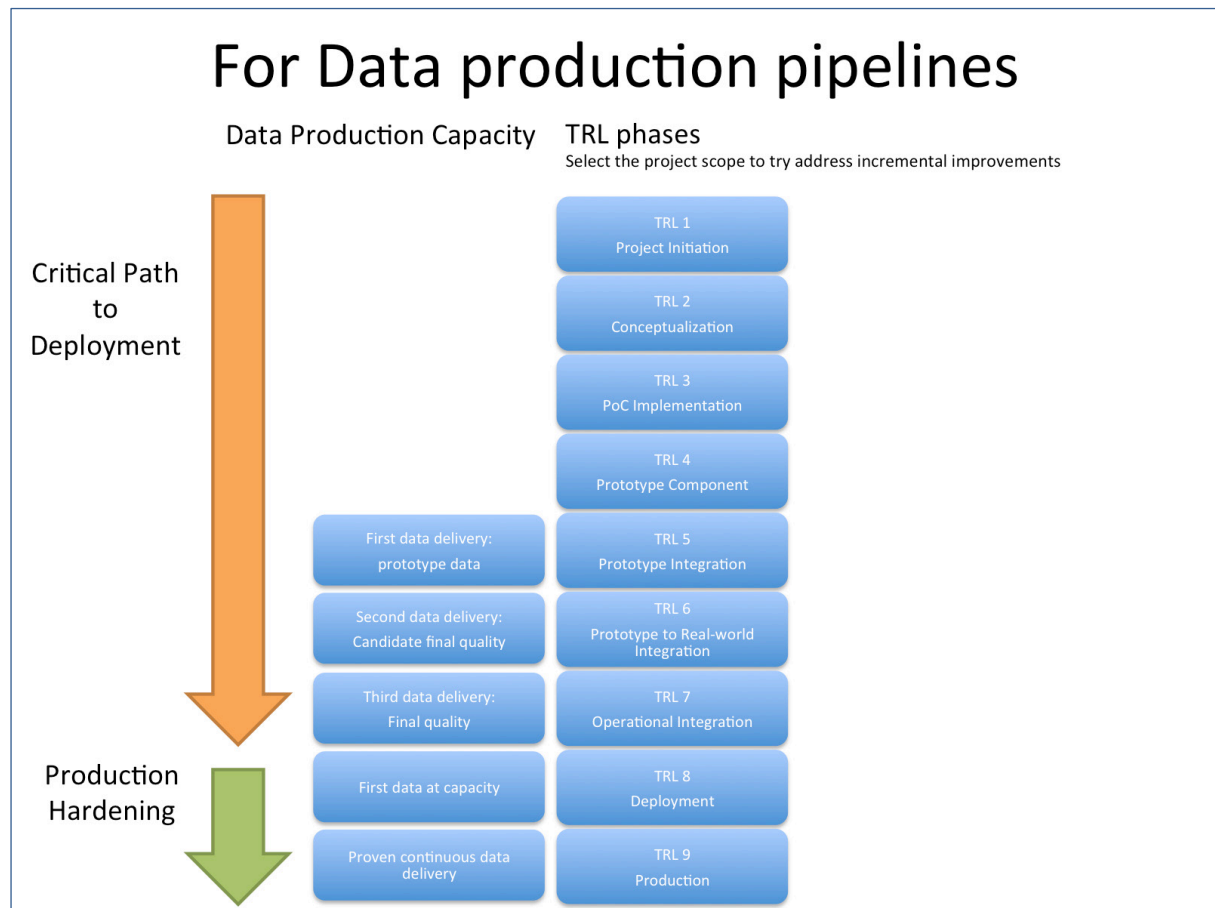 For Data production pipelines
Data Production Capacity
TRL phases
Select the project scope to try address incremental improvements
Critical Path
to
Deployment
Production
Hardening
First data delivery:
prototype data
Second data delivery:
Candidate final quality
Third data delivery:
Final quality
First data at capacity
Proven continuous data
delivery
TRL 1
Project Initiation
TRL 2
Conceptualization
TRL 3
PoC Implementation
TRL 4
Prototype Component
TRL 5
Prototype Integration
TRL 6
Prototype to Real-world
Integration
TRL 7
Operational Integration
TRL 8
Deployment
TRL 9
Production